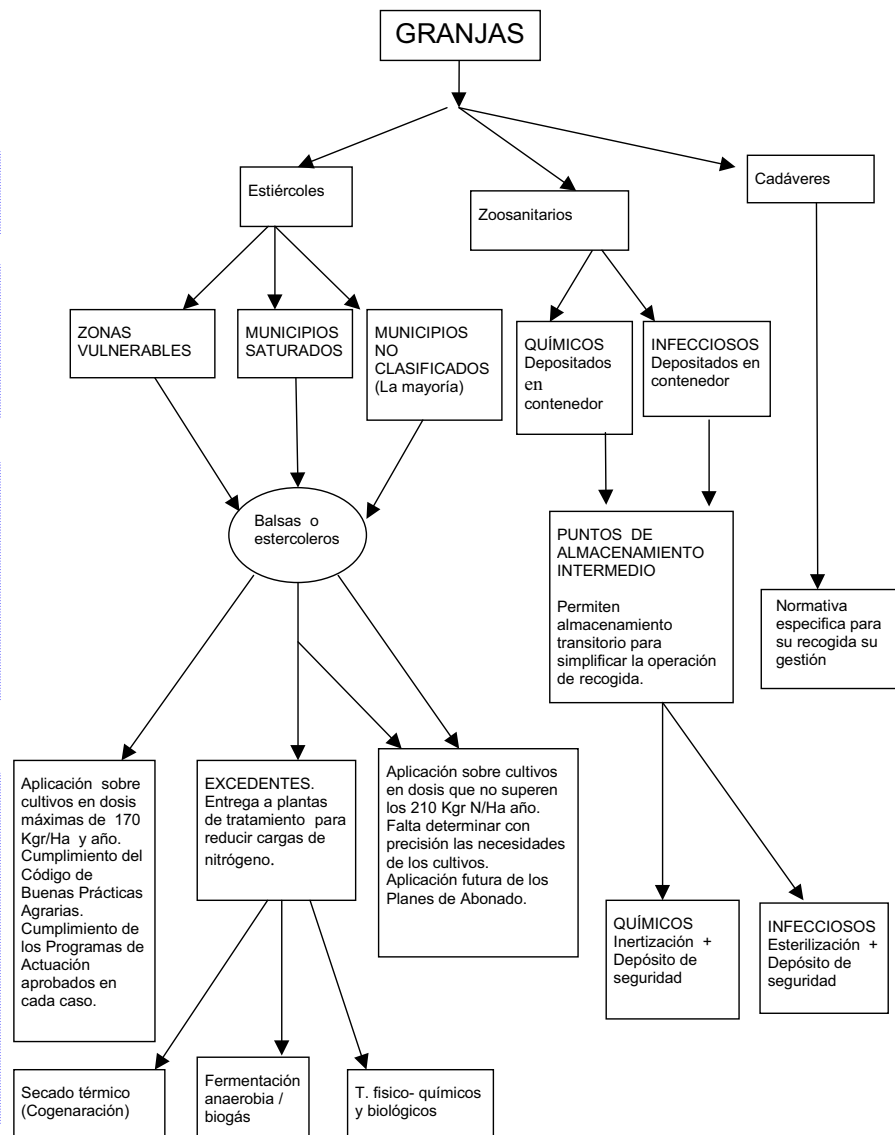 GRANJAS
Estiércoles
Zoosanitarios
Cadáveres
ZONAS
VULNERABLES
MUNICIPIOS
SATURADOS
MUNICIPIOS
NO
CLASIFICADOS
(La mayoría)
QUÍMICOS
Depositados
en
contenedor
INFECCIOSOS
Depositados en
contenedor
Balsas o
estercoleros
PUNTOS DE
ALMACENAMIENTO
INTERMEDIO
Permiten
almacenamiento
transitorio para
simplificar la operación
de recogida.
Normativa
especifica para
su recogida su
gestión
Aplicación sobre
cultivos en dosis
máximas de 170
Kgr/Ha y año.
Cumplimiento del
Código de
Buenas Prácticas
Agrarias.
Cumplimiento de
los Programas de
Actuación
aprobados en
cada caso.
EXCEDENTES.
Entrega a plantas
de tratamiento para
reducir cargas de
nitrógeno.
Aplicación sobre cultivos
en dosis que no superen
los 210 Kgr N/Ha año.
Falta determinar con
precisión las necesidades
de los cultivos.
Aplicación futura de los
Planes de Abonado.
QUÍMICOS
Inertización +
Depósito de
seguridad
INFECCIOSOS
Esterilización +
Depósito de
seguridad
Secado térmico
(Cogenaración)
Fermentación
anaerobia /
biogás
T. fisico- químicos
y biológicos